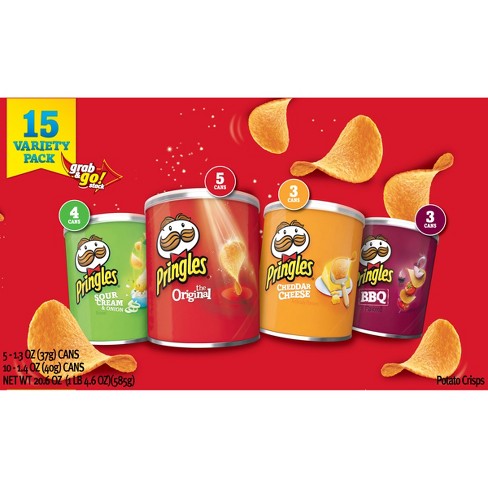 15
VARIETY
PACK
grab
& go!
stock
4
CANS
5
CANS
3
CANS
3
CANS
Pringles
SOUR
CREAM
& ONION
Pringles
the
Original
Pringles
CHEDDAR
CHEESE
Pringles
BBQ
5 - 1.3 OZ (37g) CANS
10 - 1.4 OZ (40g) CANS
NET WT 20.6 OZ (1 LB 4.6 OZ)(585g)
Potato Crisps